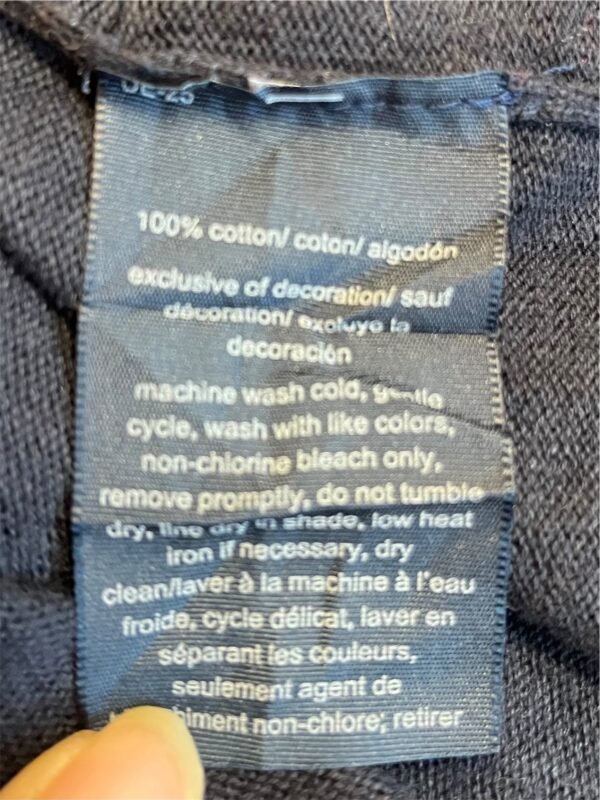 100% cotton/ coton/ algodón
exclusive of decoration/ sauf
décoration/ excluye la
decoración
machine wash cold, gentle
cycle, wash with like colors,
non-chlorine bleach only,
remove promptly, do not tumble
dry, line dry in shade, low heat
iron if necessary, dry
clean/laver à la machine à l'eau
froide, cycle délicat, laver en
séparant les couleurs,
seulement agent de
non-chlore; retirer